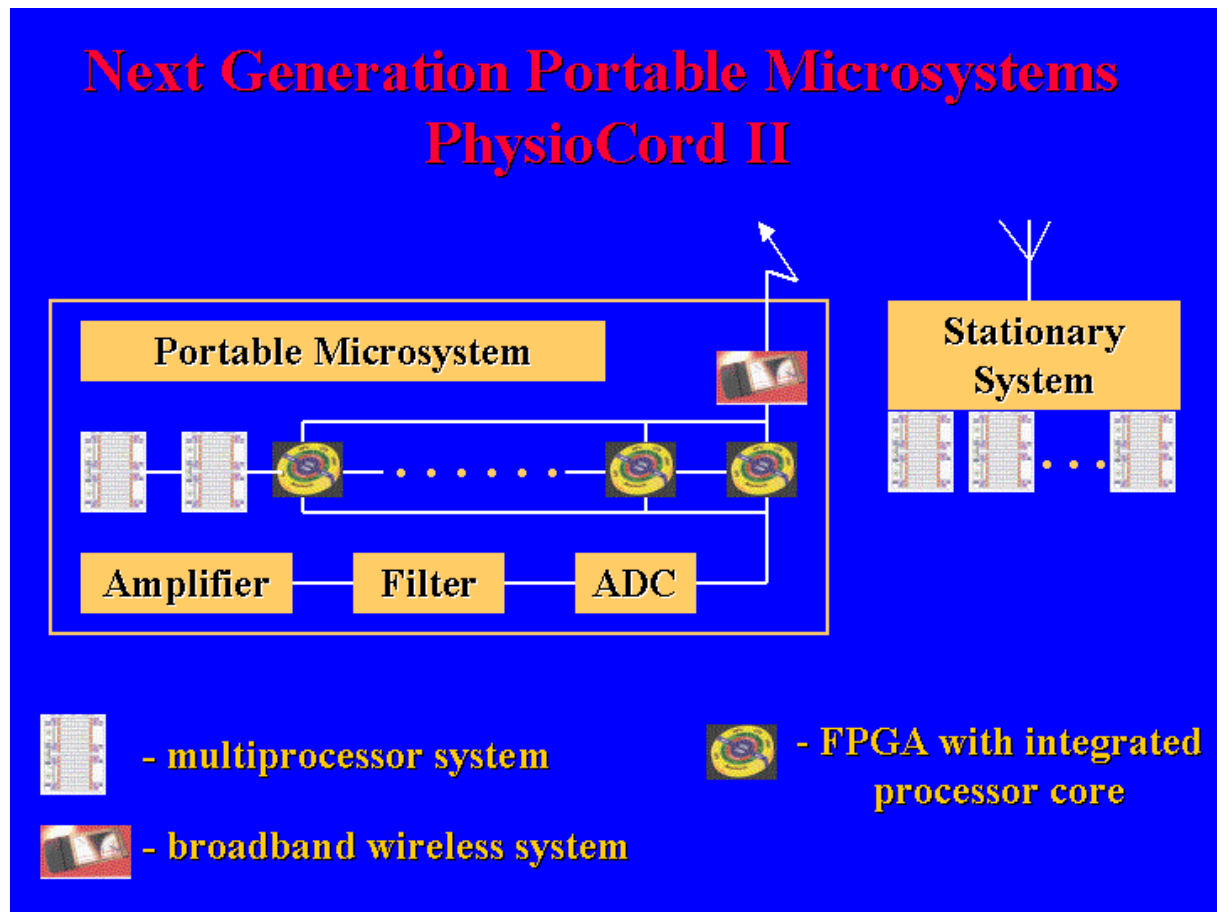 Next Generation Portable Microsystems
PhysioCord II
Portable Microsystem
Stationary
System
Amplifier
Filter
ADC
- multiprocessor system
- FPGA with integrated
processor core
- broadband wireless system